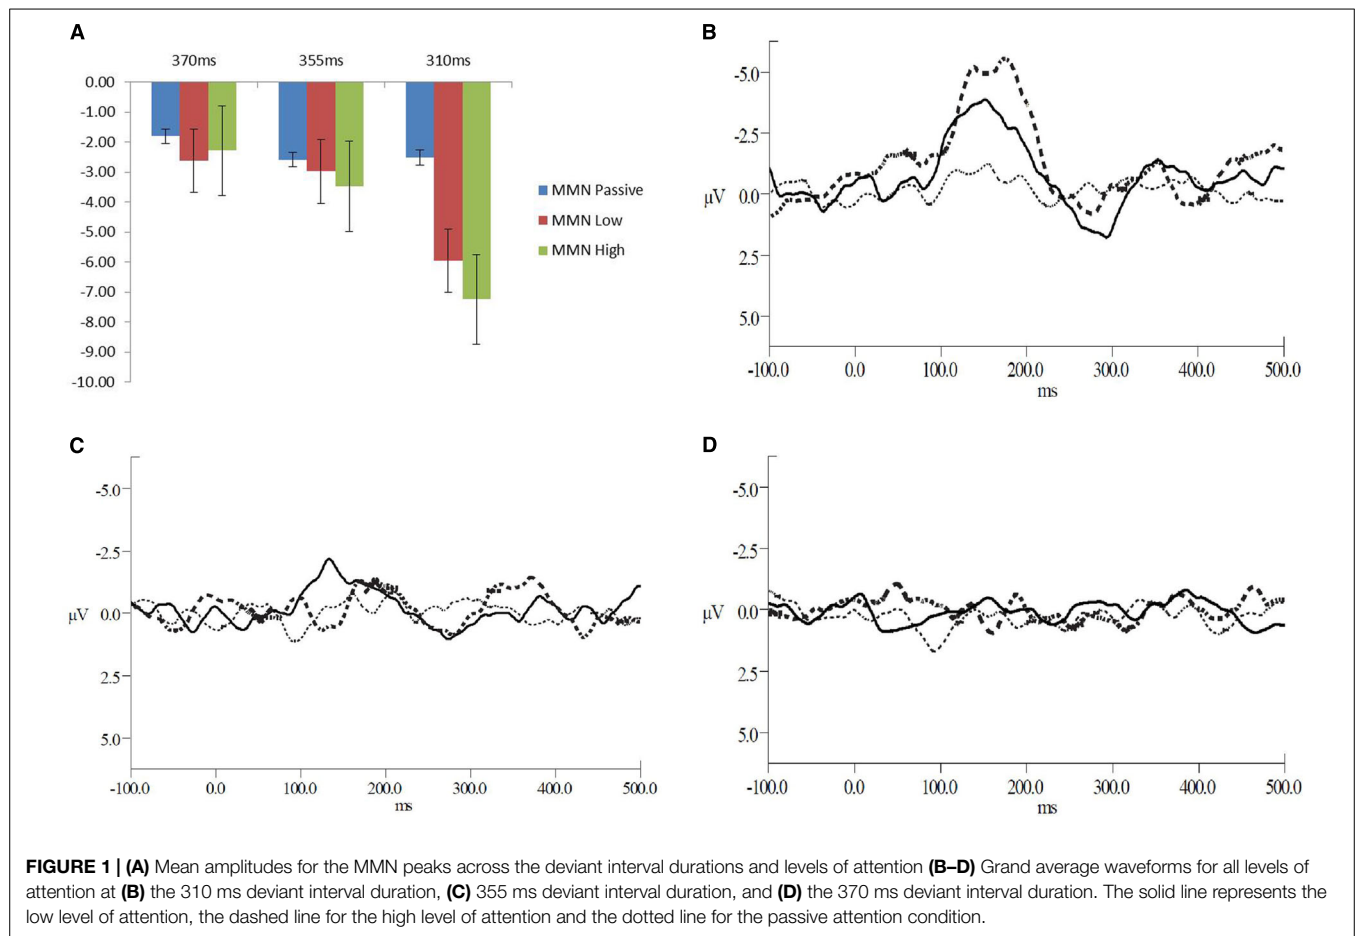 A
370ms 355ms 310ms
0.00
-1.00
-2.00
-3.00
-4.00
-5.00
-6.00
-7.00
-8.00
-9.00
-10.00
MMN Passive
MMN Low
MMN High
B
-5.0
-2.5
µV 0.0
2.5
5.0
-100.0 0.0 100.0 200.0 300.0 400.0 500.0
ms
C
-5.0
-2.5
µV 0.0
2.5
5.0
-100.0 0.0 100.0 200.0 300.0 400.0 500.0
ms
D
-5.0
-2.5
µV 0.0
2.5
5.0
-100.0 0.0 100.0 200.0 300.0 400.0 500.0
ms
FIGURE 1 | (A) Mean amplitudes for the MMN peaks across the deviant interval durations and levels of attention (B–D) Grand average waveforms for all levels of
attention at (B) the 310 ms deviant interval duration, (C) 355 ms deviant interval duration, and (D) the 370 ms deviant interval duration. The solid line represents the
low level of attention, the dashed line for the high level of attention and the dotted line for the passive attention condition.